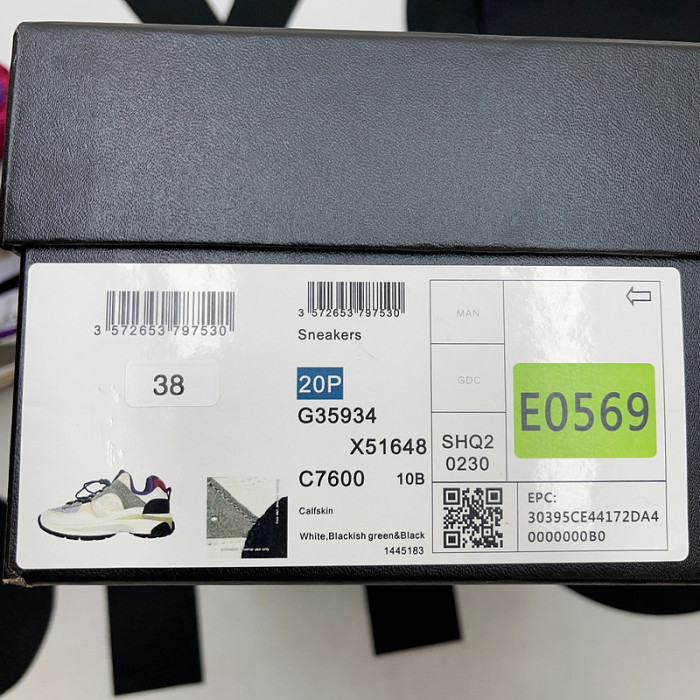 3 572653 797530
38
3 572653 797530
Sneakers
20P
G35934
X51648
C7600 10B
Calfskin
White,Blackish green&Black
1445183
MAN
GDC
SHQ2
0230
E0569
EPC:
30395CE44172DA4
0000000B0